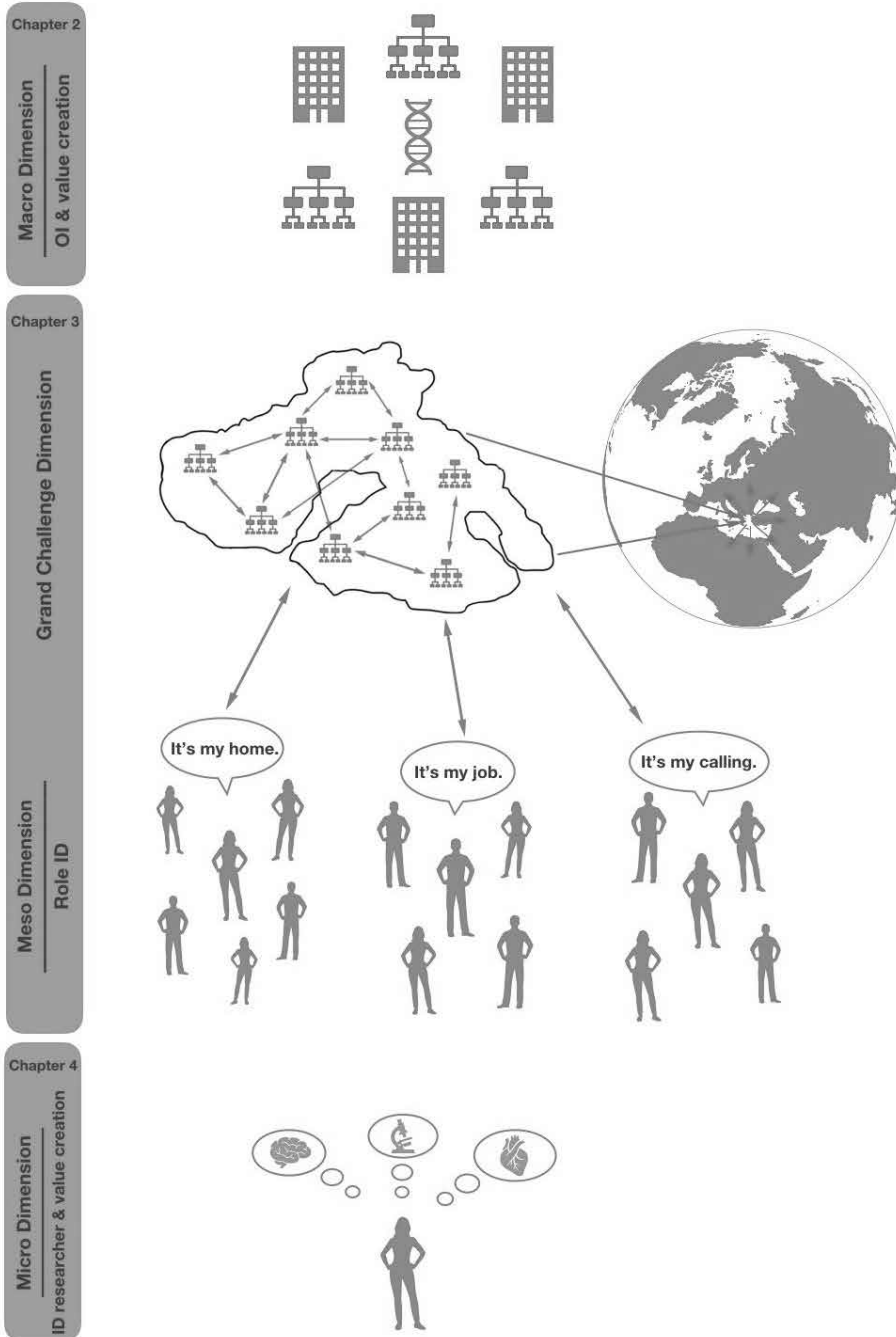 Chapter 2
Macro Dimension
OI & value creation
Chapter 3
Grand Challenge Dimension
Meso Dimension
Role ID
It's my home.
It's my job.
It's my calling.
Chapter 4
Micro Dimension
ID researcher & value creation